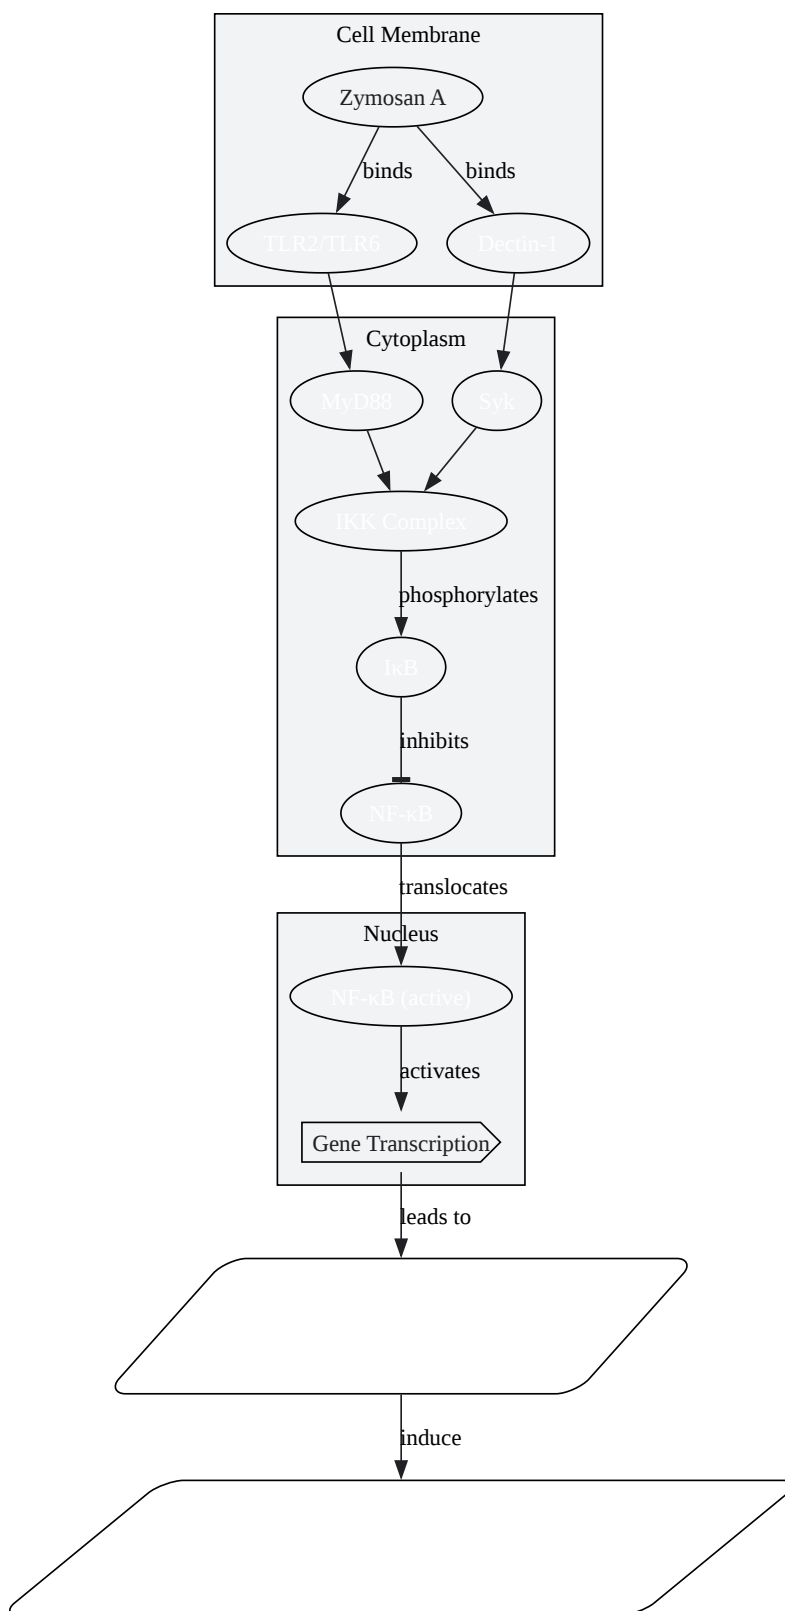 Cell Membrane
Zymosan A
binds
binds
TLR2/TLR6
Dectin-1
Cytoplasm
MyD88
Syk
IKK Complex
phosphorylates
IκB
inhibits
NF-κB
translocates
Nucleus
NF-κB (active)
activates
Gene Transcription
leads to
induce